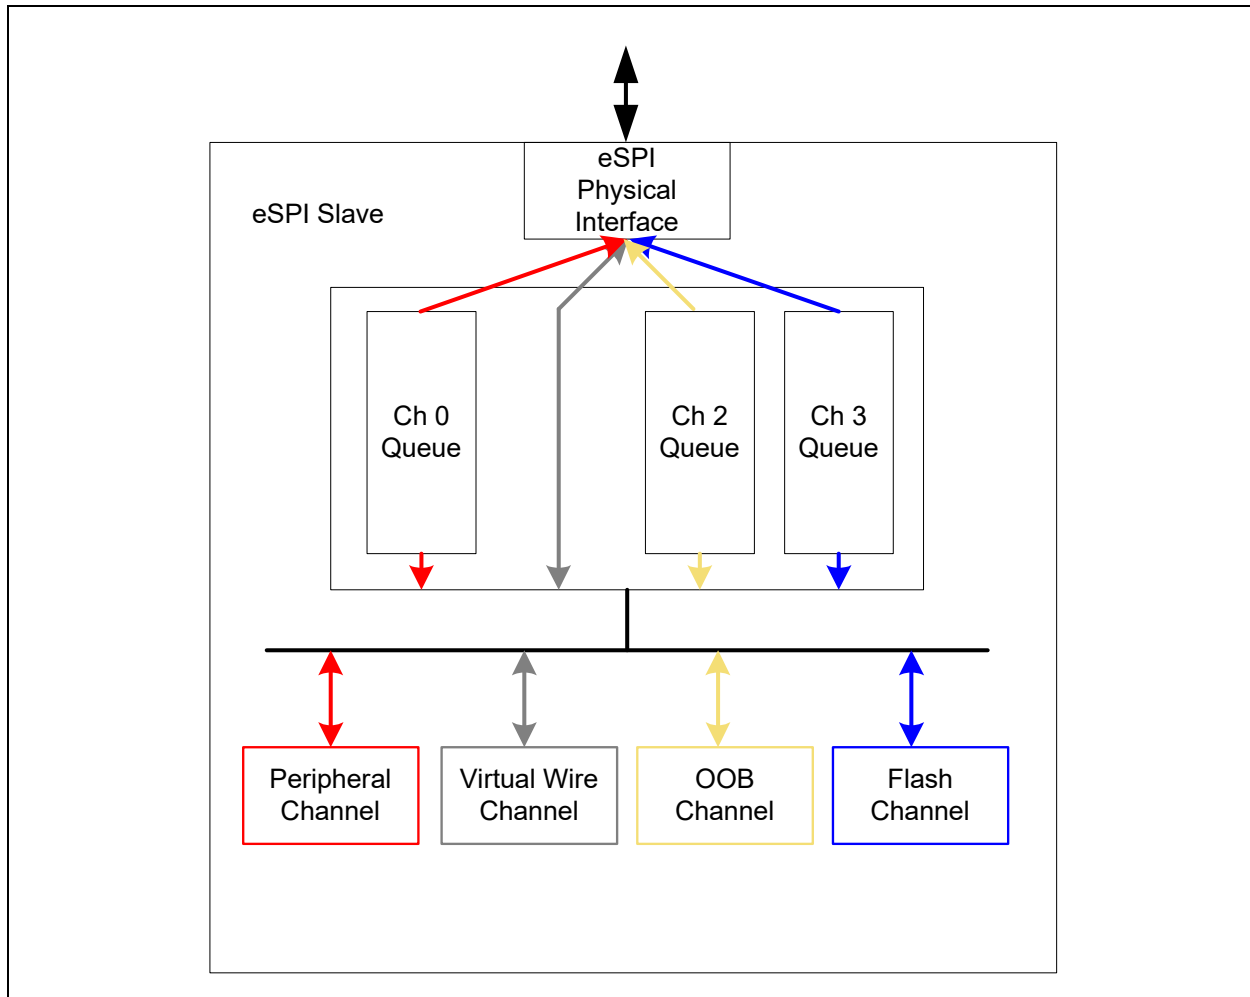 eSPI
Physical
Interface
eSPI Slave
Ch 0
Queue
Ch 2
Queue
Ch 3
Queue
Peripheral
Channel
Virtual Wire
Channel
OOB
Channel
Flash
Channel